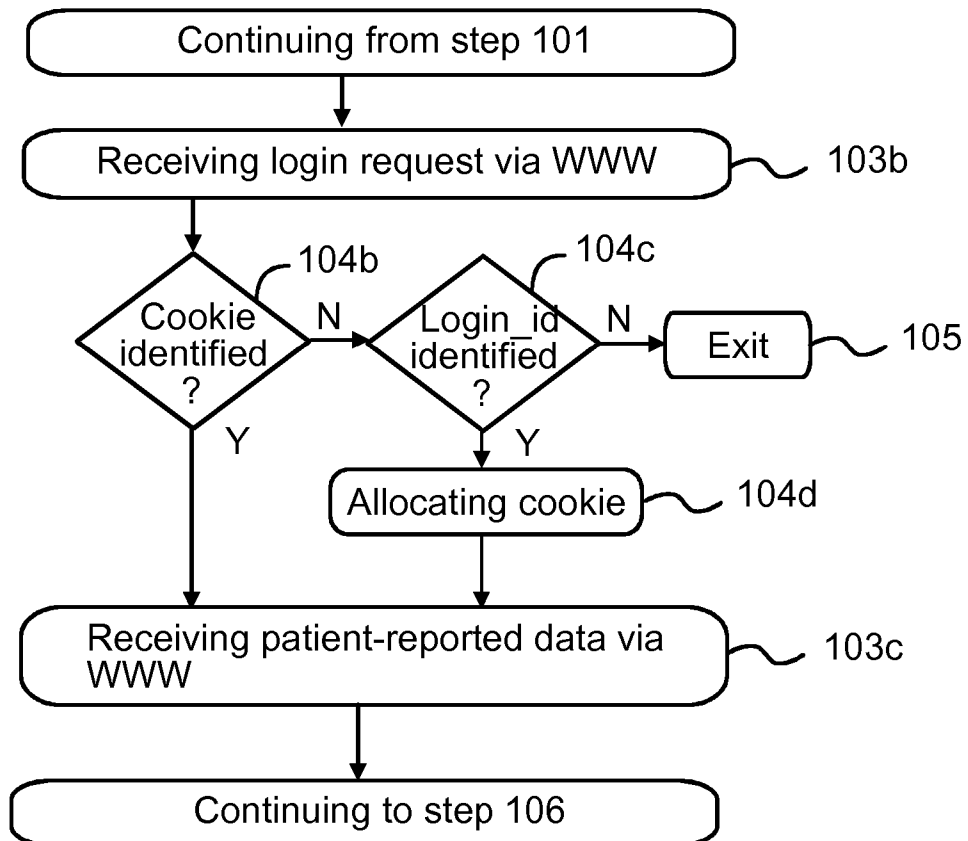 Continuing from step 101
Receiving login request via WWW
103b
104b
104c
Cookie
identified
?
N
Login_id
identified
?
N
Exit
105
Y
Y
Allocating cookie
104d
Receiving patient-reported data via
WWW
103c
Continuing to step 106